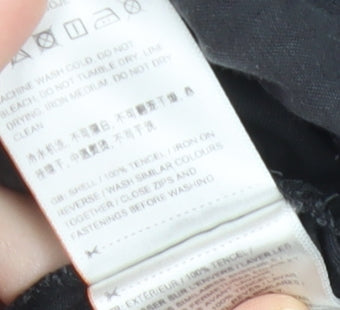 MACHINE WASH COLD, DO NOT
BLEACH, DO NOT TUMBLE DRY, LINE
DRYING, IRON MEDIUM, DO NOT DRY
CLEAN
冷水机洗, 不可漂白, 不可翻滚干燥, 悬
挂晾干, 中温熨烫, 不可干洗
GB: SHELL / 100% TENCEL / IRON ON
REVERSE / WASH SIMILAR COLOURS
TOGETHER / CLOSE ZIPS AND
FASTENINGS BEFORE WASHING
EXTÉRIEUR / 100% TENCEL /
SUR L'ENVERS / LAVER LES